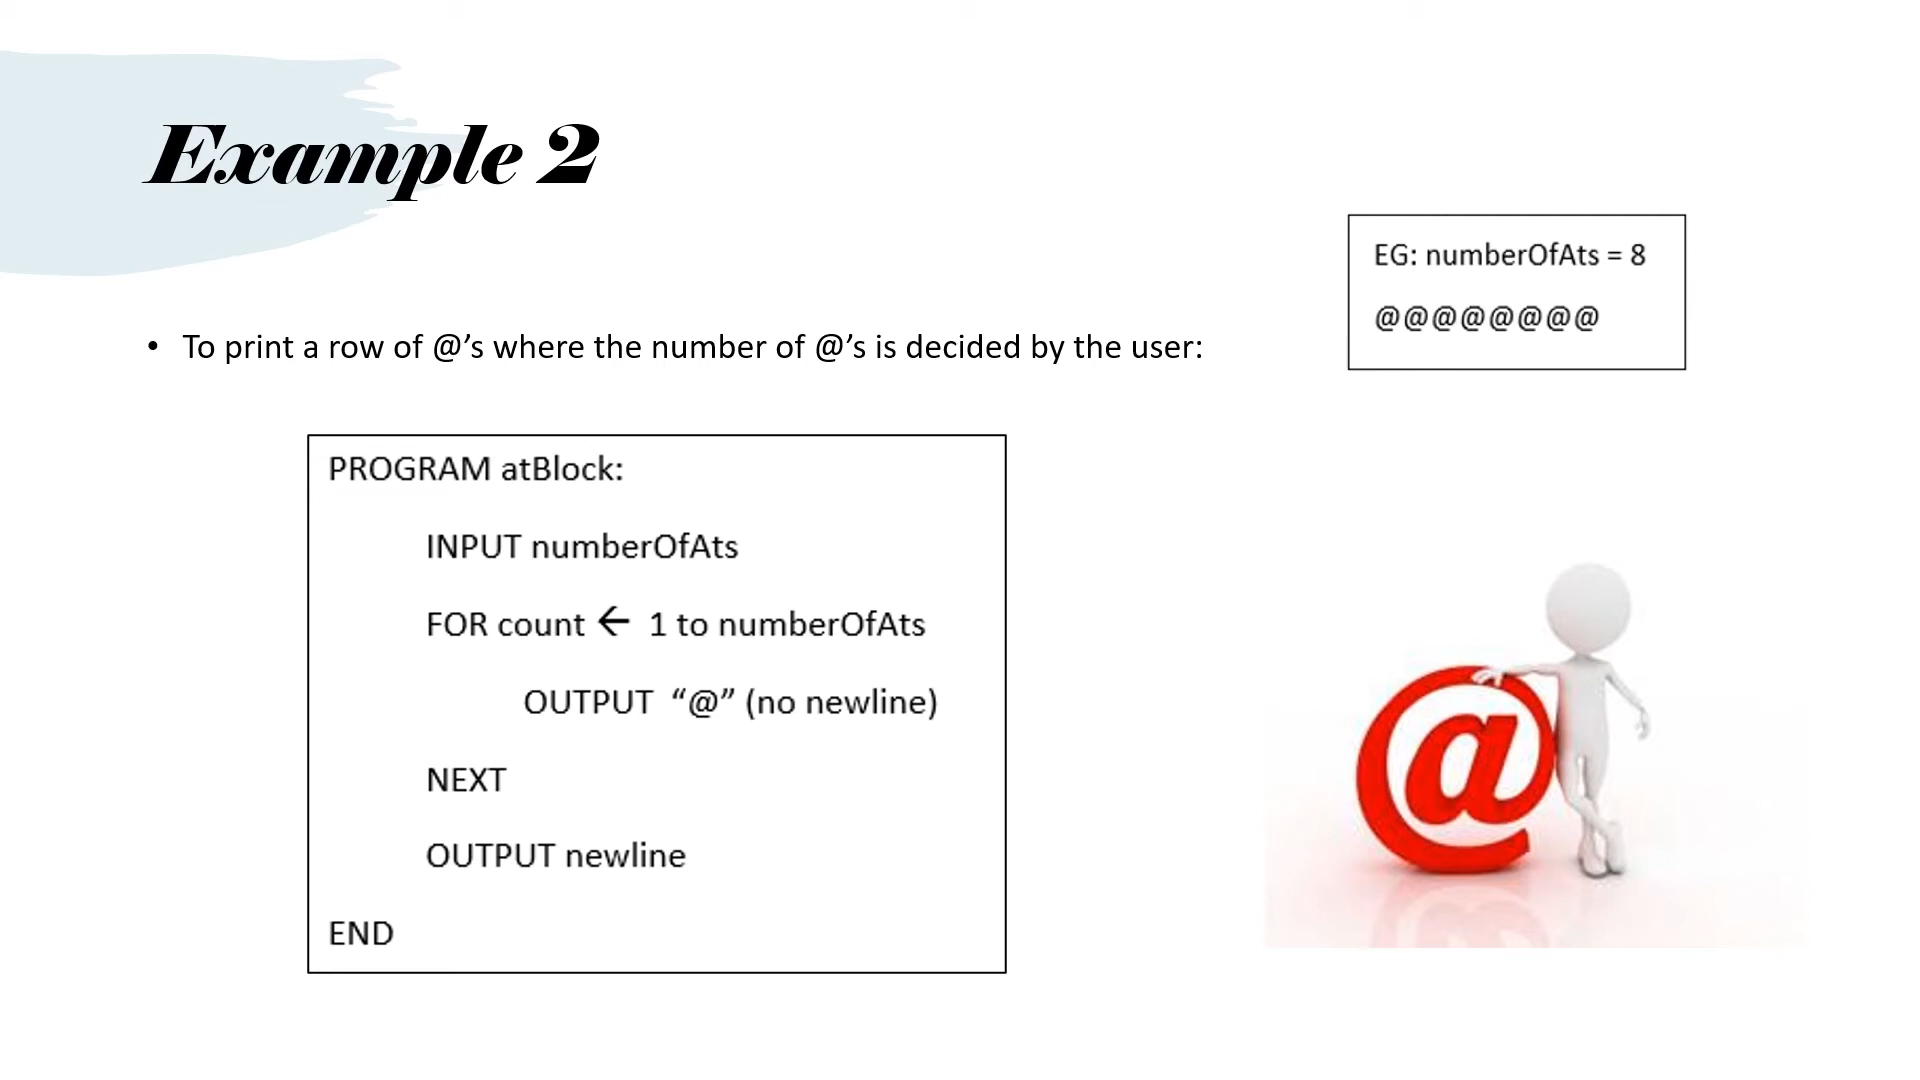 Example 2
EG: numberOfAts = 8
@@@@@@@@
• To print a row of @’s where the number of @’s is decided by the user:
PROGRAM atBlock:
INPUT numberOfAts
FOR count ← 1 to numberOfAts
OUTPUT “@” (no newline)
NEXT
OUTPUT newline
END
@